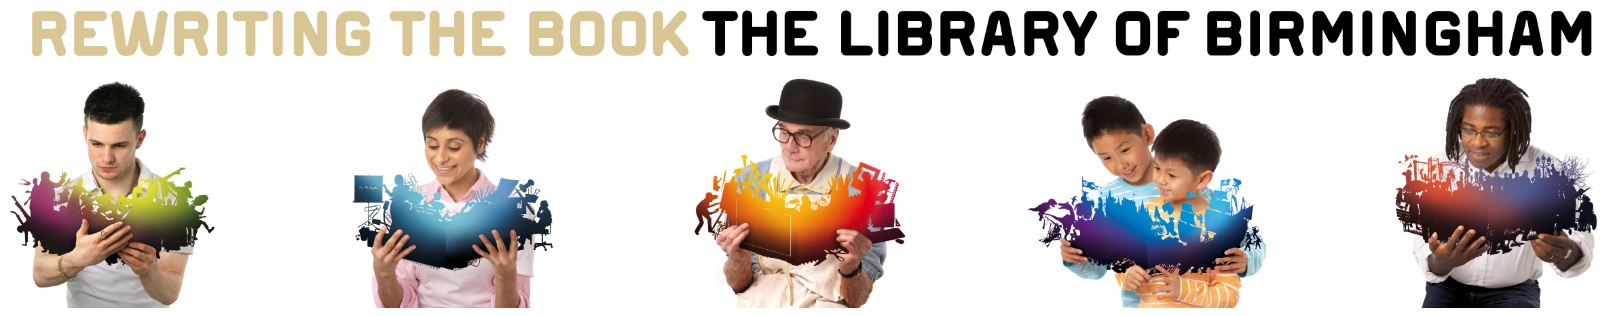 REWRITING THE BOOK THE LIBRARY OF BIRMINGHAM